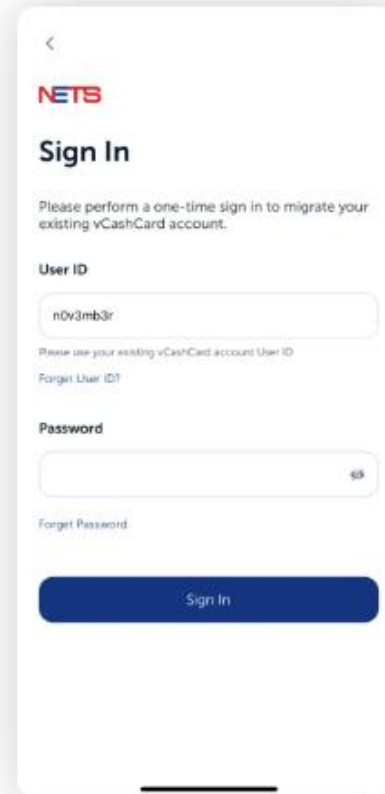 NETS
Sign In
Please perform a one-time sign in to migrate your
existing vCashCard account.
User ID
n0v3mb3r
Please use your existing vCashCard account User ID
Forget User ID?
Password
Forget Password
Sign In